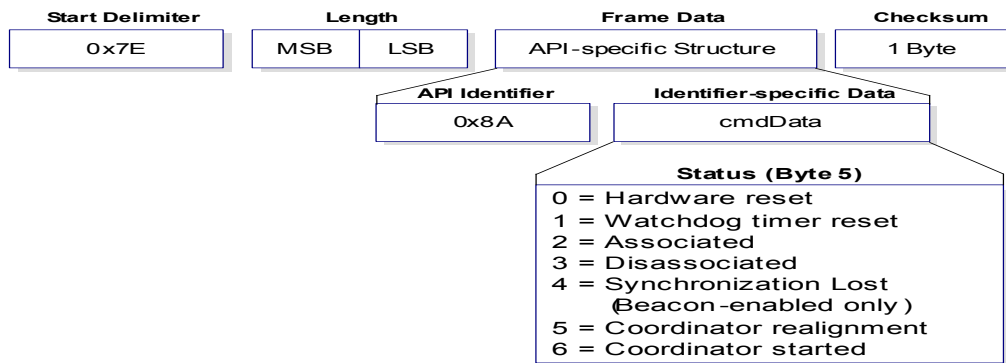 Start Delimiter Length Frame Data Checksum
0x7E MSB LSB API-specific Structure 1 Byte
API Identifier Identifier-specific Data
0x8A cmdData
Status (Byte 5)
0 = Hardware reset
1 = Watchdog timer reset
2 = Associated
3 = Disassociated
4 = Synchronization Lost
(Beacon-enabled only)
5 = Coordinator realignment
6 = Coordinator started